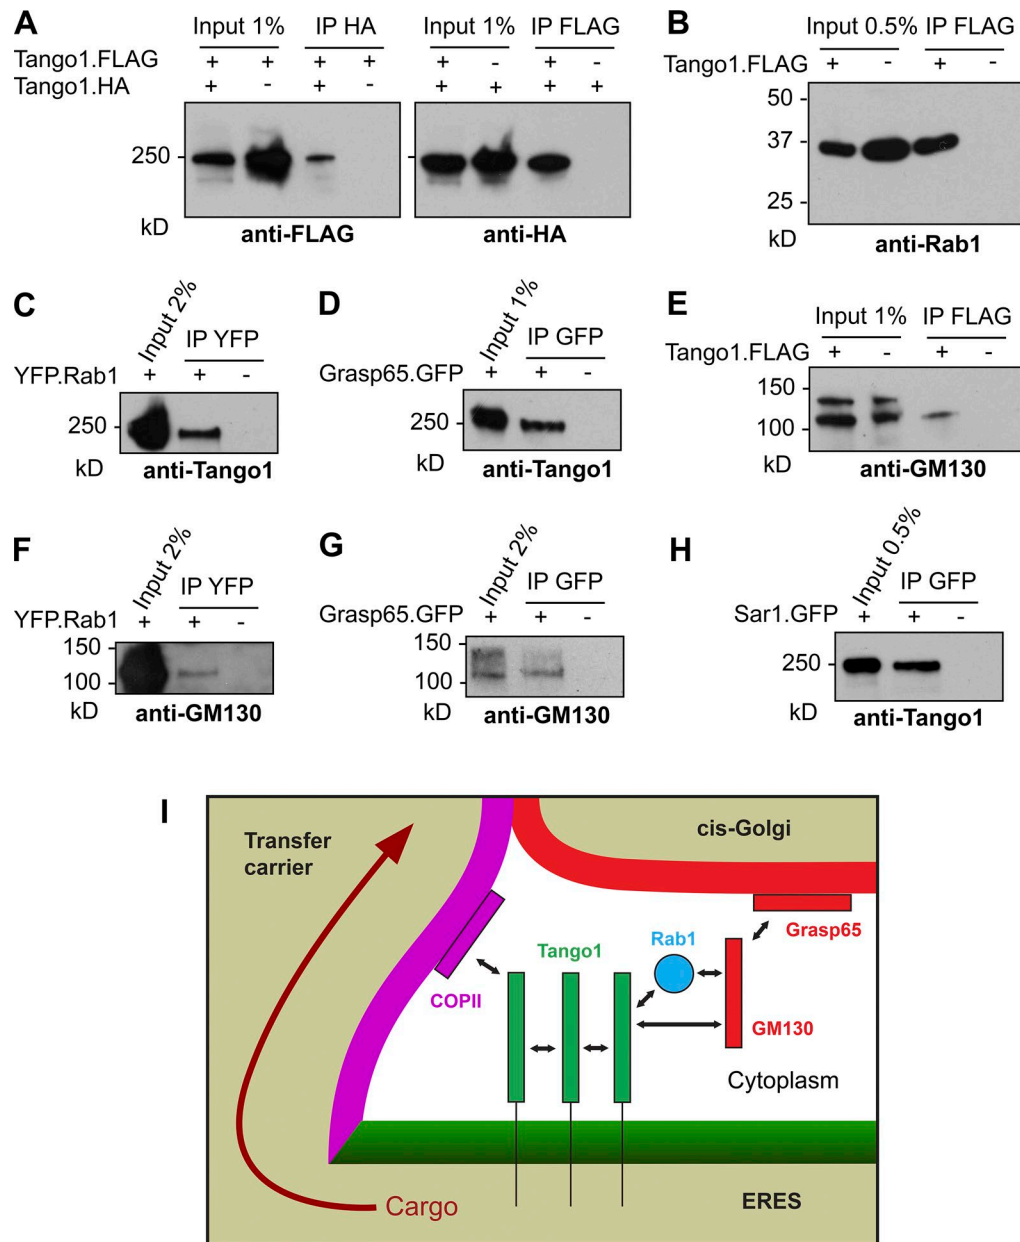 A
Input 1% IP HA Input 1% IP FLAG
Tango1.FLAG + + + + + - + -
Tango1.HA + - + - + + + +
250
kD
anti-FLAG anti-HA
B
Input 0.5% IP FLAG
Tango1.FLAG + - + -
50
37
25
kD
anti-Rab1
C
Input 2%
IP YFP
YFP.Rab1 + + -
250
kD
anti-Tango1
D
Input 1%
IP GFP
Grasp65.GFP + + -
250
kD
anti-Tango1
E
Input 1% IP FLAG
Tango1.FLAG + - + -
150
100
kD
anti-GM130
F
Input 2%
IP YFP
YFP.Rab1 + + -
150
100
kD
anti-GM130
G
Input 2%
IP GFP
Grasp65.GFP + + -
150
100
kD
anti-GM130
H
Input 0.5%
IP GFP
Sar1.GFP + + -
250
kD
anti-Tango1
I
Transfer
carrier
cis-Golgi
Grasp65
Rab1
Tango1
COPII
GM130
Cytoplasm
Cargo
ERES